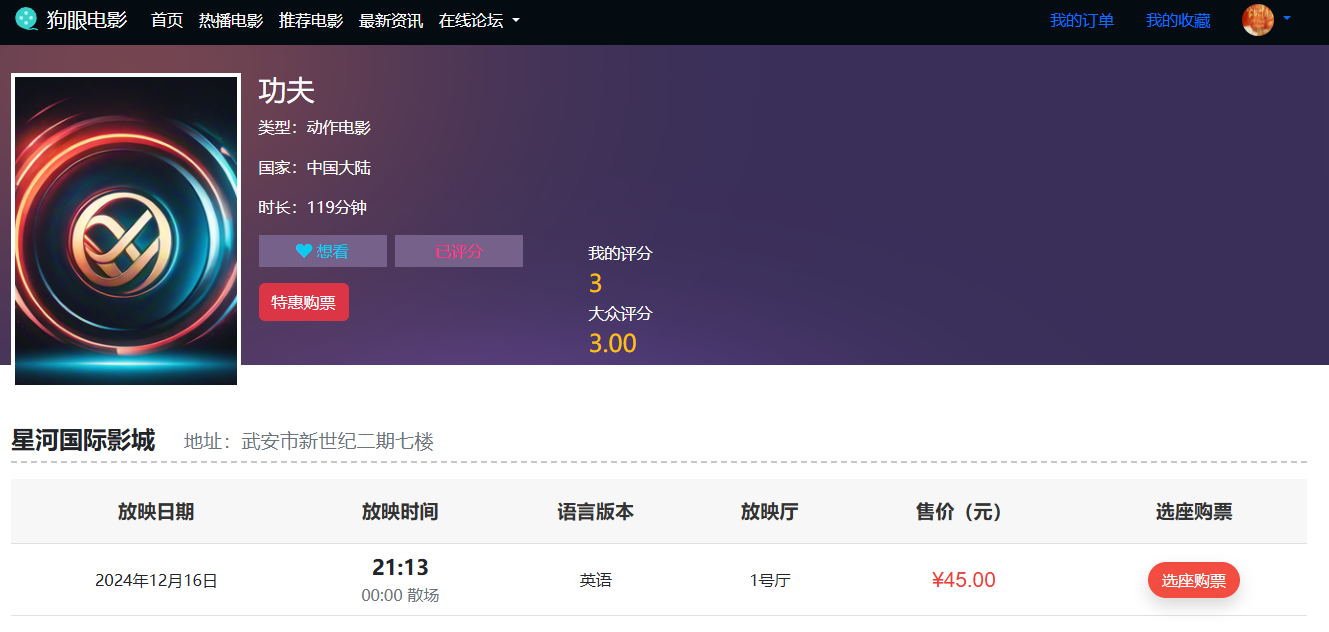 狗眼电影 首页 热播电影 推荐电影 最新资讯 在线论坛 我的订单 我的收藏
功夫
类型：动作电影
国家：中国大陆
时长：119分钟
想看 已评分
我的评分
3
特惠购票
大众评分
3.00
星河国际影城 地址：武安市新世纪二期七楼
放映日期 放映时间 语言版本 放映厅 售价（元） 选座购票
2024年12月16日 21:13 英语 1号厅 ¥45.00 选座购票
00:00 散场